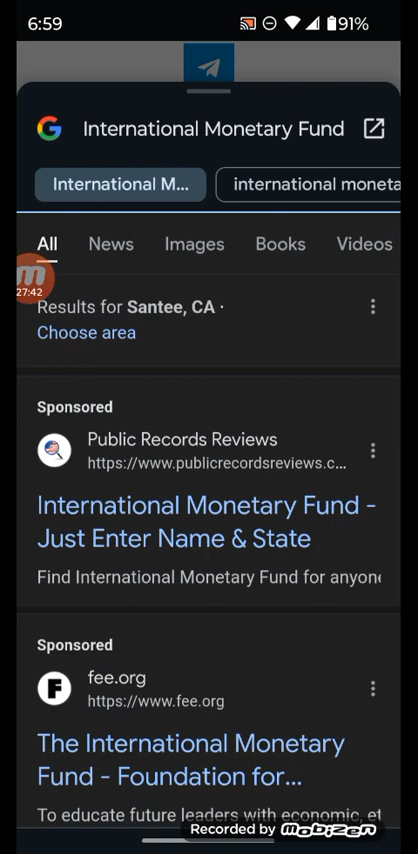 6:59
91%
International Monetary Fund
International M...
international moneta
All News Images Books Videos
27:42
Results for Santee, CA ·
Choose area
Sponsored
Public Records Reviews
https://www.publicrecordsreviews.c...
International Monetary Fund -
Just Enter Name & State
Find International Monetary Fund for anyone
Sponsored
F
fee.org
https://www.fee.org
The International Monetary
Fund - Foundation for...
To educate future leaders with economic, et
Recorded by mobizen